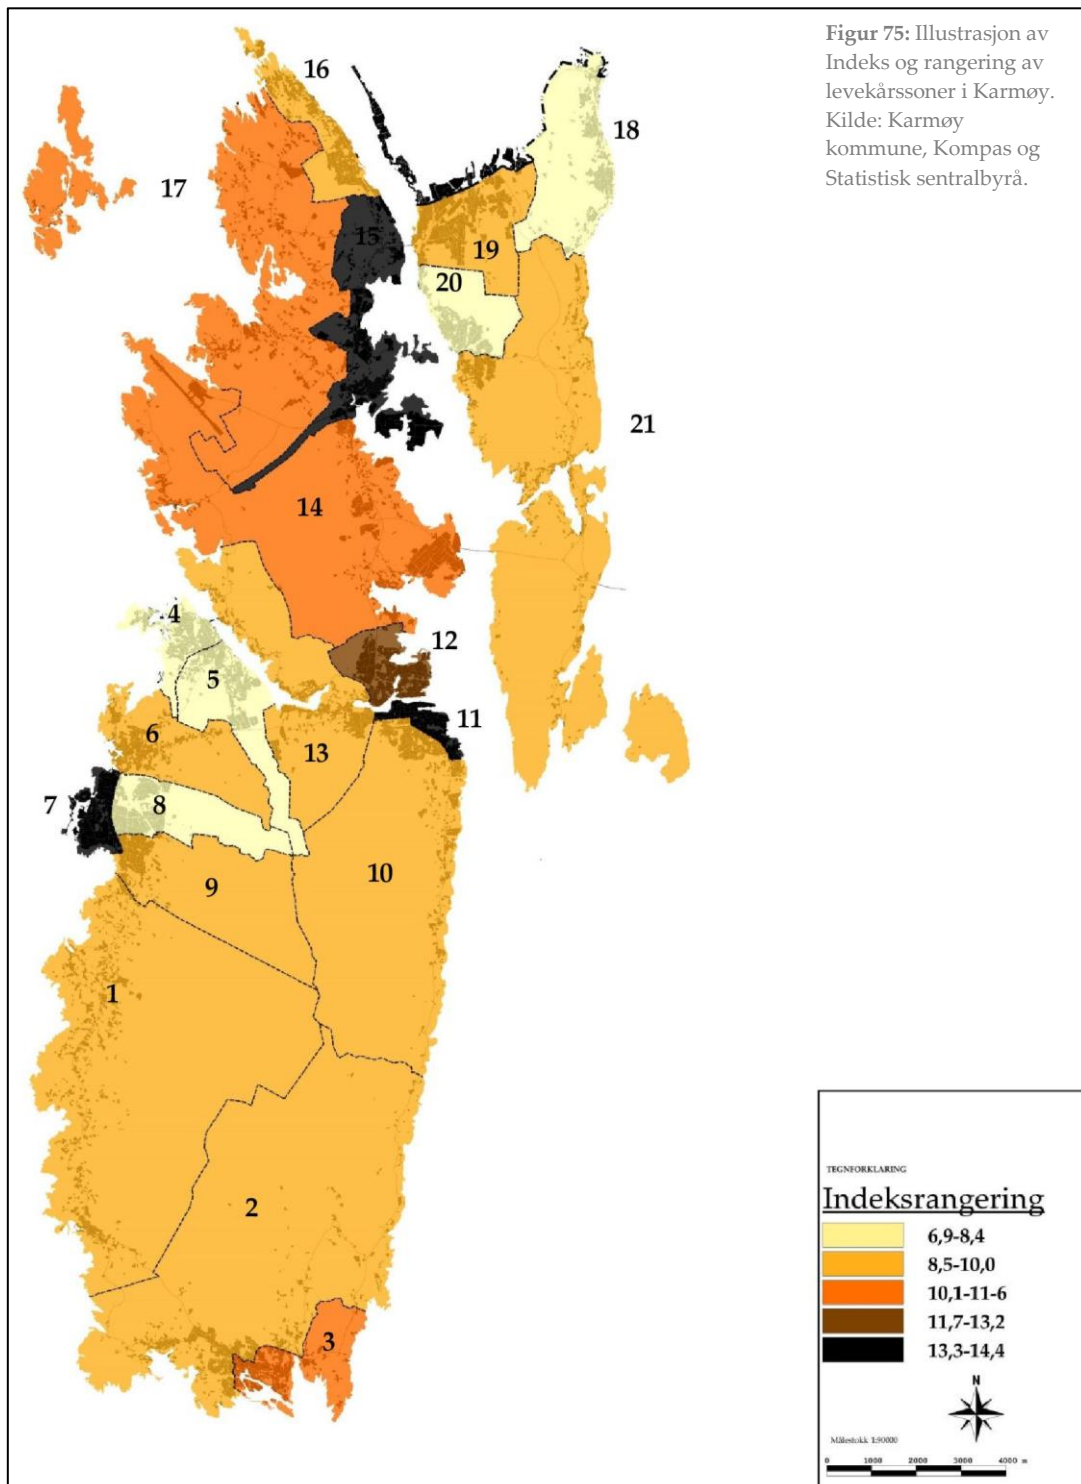 Figur 75: Illustrasjon av
Indeks og rangering av
levekårssoner i Karmøy.
Kilde: Karmøy
kommune, Kompas og
Statistisk sentralbyrå.
16
18
17
15
19
20
21
14
4
12
5
11
6
13
7
8
10
9
1
2
3
TEGNFORKLARING
Indeksrangering
6,9-8,4
8,5-10,0
10,1-11-6
11,7-13,2
13,3-14,4
N
Målestokk 1:90000
0 1000 2000 3000 4000 m